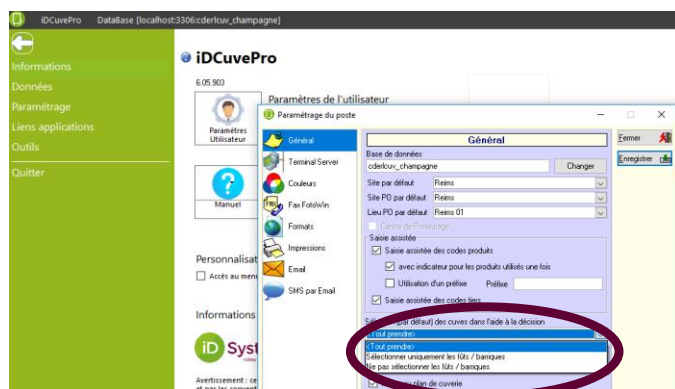 iDCuvePro DataBase [localhost:3306:cderlcuv_champagne]
Informations
Données
Paramétrage
Liens applications
Outils
Quitter
iDCuvePro
6.05.903
Paramètres de l'utilisateur
Paramètres
Utilisateur
Manuel
Personnalisat
Accès au menu
Informations
iD Syst
Avertissement : ce
Paramétrage du poste
Général
Terminal Server
Couleurs
Fax FotoWin
Formats
Impressions
Email
SMS par Email
Général
Base de données
cderlcuv_champagne Changer
Site par défaut Reims
Site PO par défaut Reims
Lieu PO par défaut Reims 01
Centre de Pressurage
Saisie assistée
Saisie assistée des codes produits
avec indicateur pour les produits utilisés une fois
Utilisation d'un préfixe Préfixe
Saisie assistée des codes tiers
(par défaut) des cuves dans l'aide à la décision
<Tout prendre>
<Tout prendre>
Sélectionner uniquement les fûts / barriques
Ne pas sélectionner les fûts / barriques
plan de cuverie
Fermer
Enregistrer